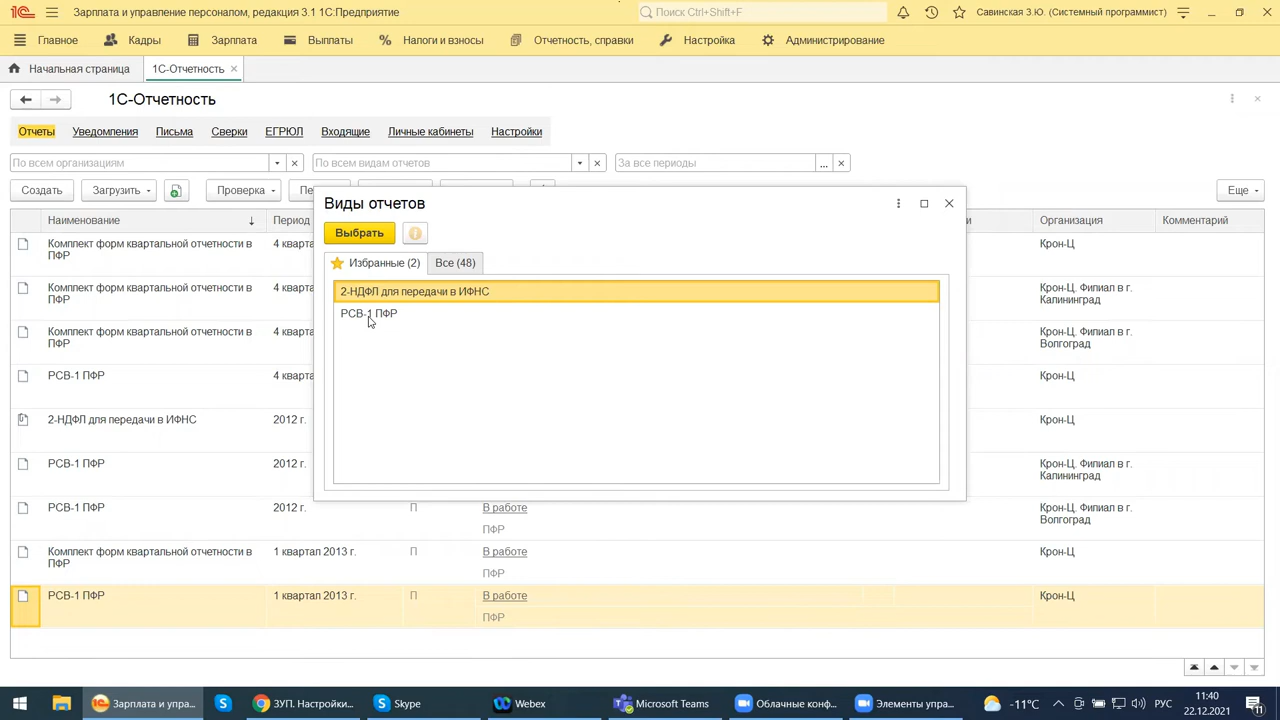 Зарплата и управление персоналом, редакция 3.1 1С:Предприятие
Поиск Ctrl+Shift+F
Савинская З.Ю. (Системный программист)
Главное
Кадры
Зарплата
Выплаты
Налоги и взносы
Отчетность, справки
Настройка
Администрирование
Начальная страница
1С-Отчетность
1С-Отчетность
Отчеты
Уведомления
Письма
Сверки
ЕГРЮЛ
Входящие
Личные кабинеты
Настройки
По всем организациям
По всем видам отчетов
За все периоды
...
Создать
Загрузить
Проверка
Пе
Еще
Наименование
Период
и
Организация
Комментарий
Комплект форм квартальной отчетности в
ПФР
4 кварта
Крон-Ц
Комплект форм квартальной отчетности в
ПФР
4 кварта
Крон-Ц. Филиал в г.
Калининград
Комплект форм квартальной отчетности в
ПФР
4 кварта
Крон-Ц. Филиал в г.
Волгоград
РСВ-1 ПФР
4 кварта
Крон-Ц
2-НДФЛ для передачи в ИФНС
2012 г.
Крон-Ц
РСВ-1 ПФР
2012 г.
Крон-Ц. Филиал в г.
Калининград
РСВ-1 ПФР
2012 г.
П
В работе
ПФР
Крон-Ц. Филиал в г.
Волгоград
Комплект форм квартальной отчетности в
ПФР
1 квартал 2013 г.
П
В работе
ПФР
Крон-Ц
РСВ-1 ПФР
1 квартал 2013 г.
П
В работе
ПФР
Крон-Ц
Виды отчетов
Выбрать
Избранные (2)
Все (48)
2-НДФЛ для передачи в ИФНС
РСВ-1 ПФР
Зарплата и упра...
ЗУП. Настройки...
Skype
Webex
Microsoft Teams
Облачные конф...
Элементы упра...
-11°C
РУС
11:40
22.12.2021
11